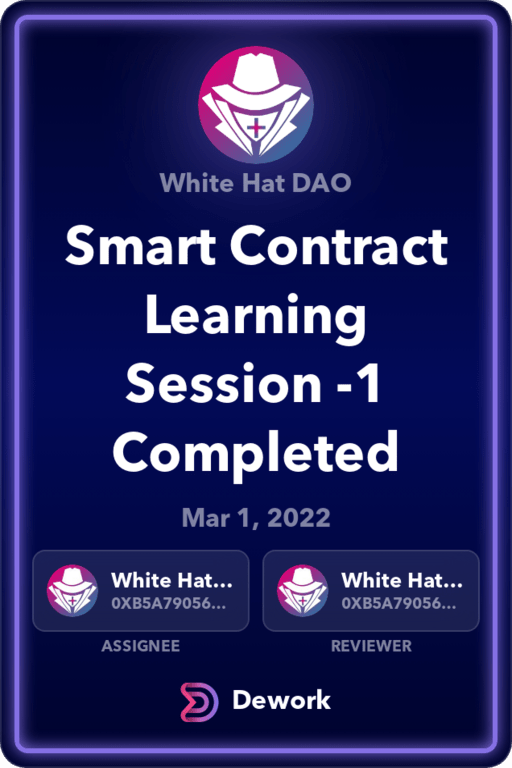 White Hat DAO
Smart Contract
Learning
Session -1
Completed
Mar 1, 2022
White Hat...
0XB5A79056...
ASSIGNEE
White Hat...
0XB5A79056...
REVIEWER
Dework